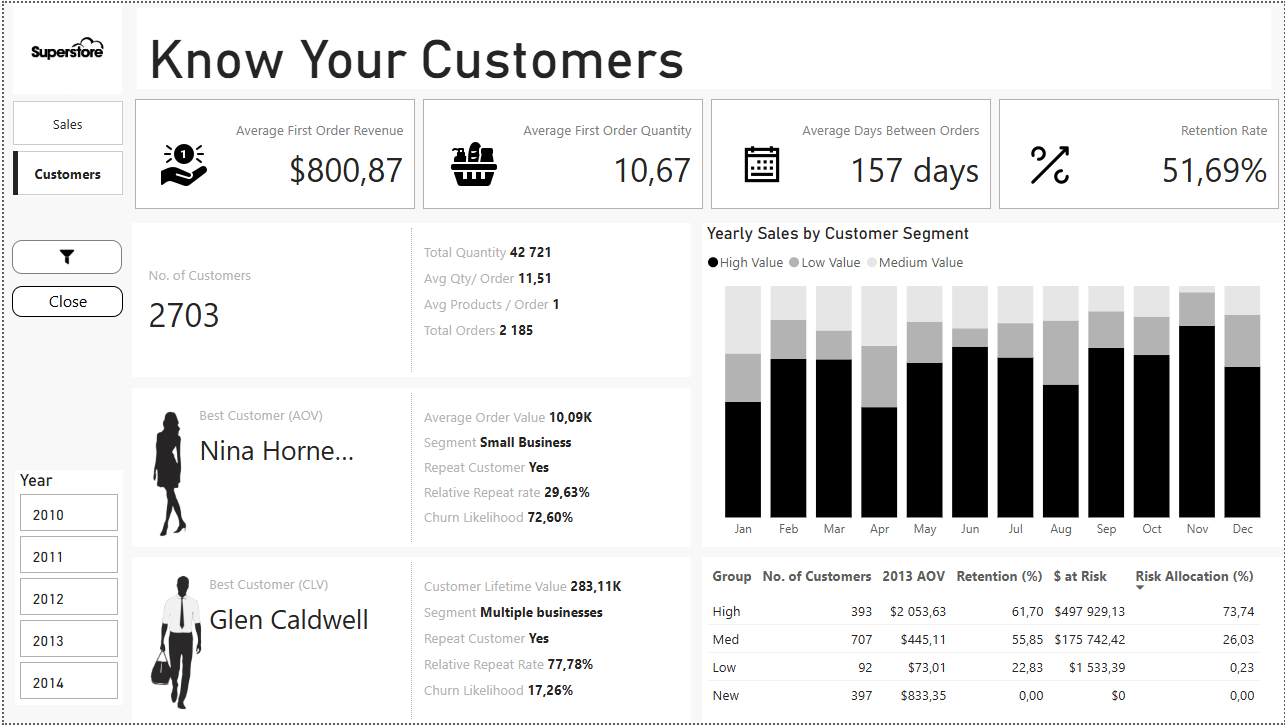 Superstore
Know Your Customers
Sales
Customers
Close
Year
2010
2011
2012
2013
2014
Average First Order Revenue
$800,87
1
Average First Order Quantity
10,67
Average Days Between Orders
157 days
Retention Rate
51,69%
No. of Customers
2703
Total Quantity 42 721
Avg Qty/ Order 11,51
Avg Products / Order 1
Total Orders 2 185
Best Customer (AOV)
Nina Horne...
Average Order Value 10,09K
Segment Small Business
Repeat Customer Yes
Relative Repeat rate 29,63%
Churn Likelihood 72,60%
Best Customer (CLV)
Glen Caldwell
Customer Lifetime Value 283,11K
Segment Multiple businesses
Repeat Customer Yes
Relative Repeat Rate 77,78%
Churn Likelihood 17,26%
Yearly Sales by Customer Segment
High Value Low Value Medium Value
Jan Feb Mar Apr May Jun Jul Aug Sep Oct Nov Dec
Group No. of Customers 2013 AOV Retention (%) $ at Risk Risk Allocation (%)
High 393 $2 053,63 61,70 $497 929,13 73,74
Med 707 $445,11 55,85 $175 742,42 26,03
Low 92 $73,01 22,83 $1 533,39 0,23
New 397 $833,35 0,00 $0 0,00